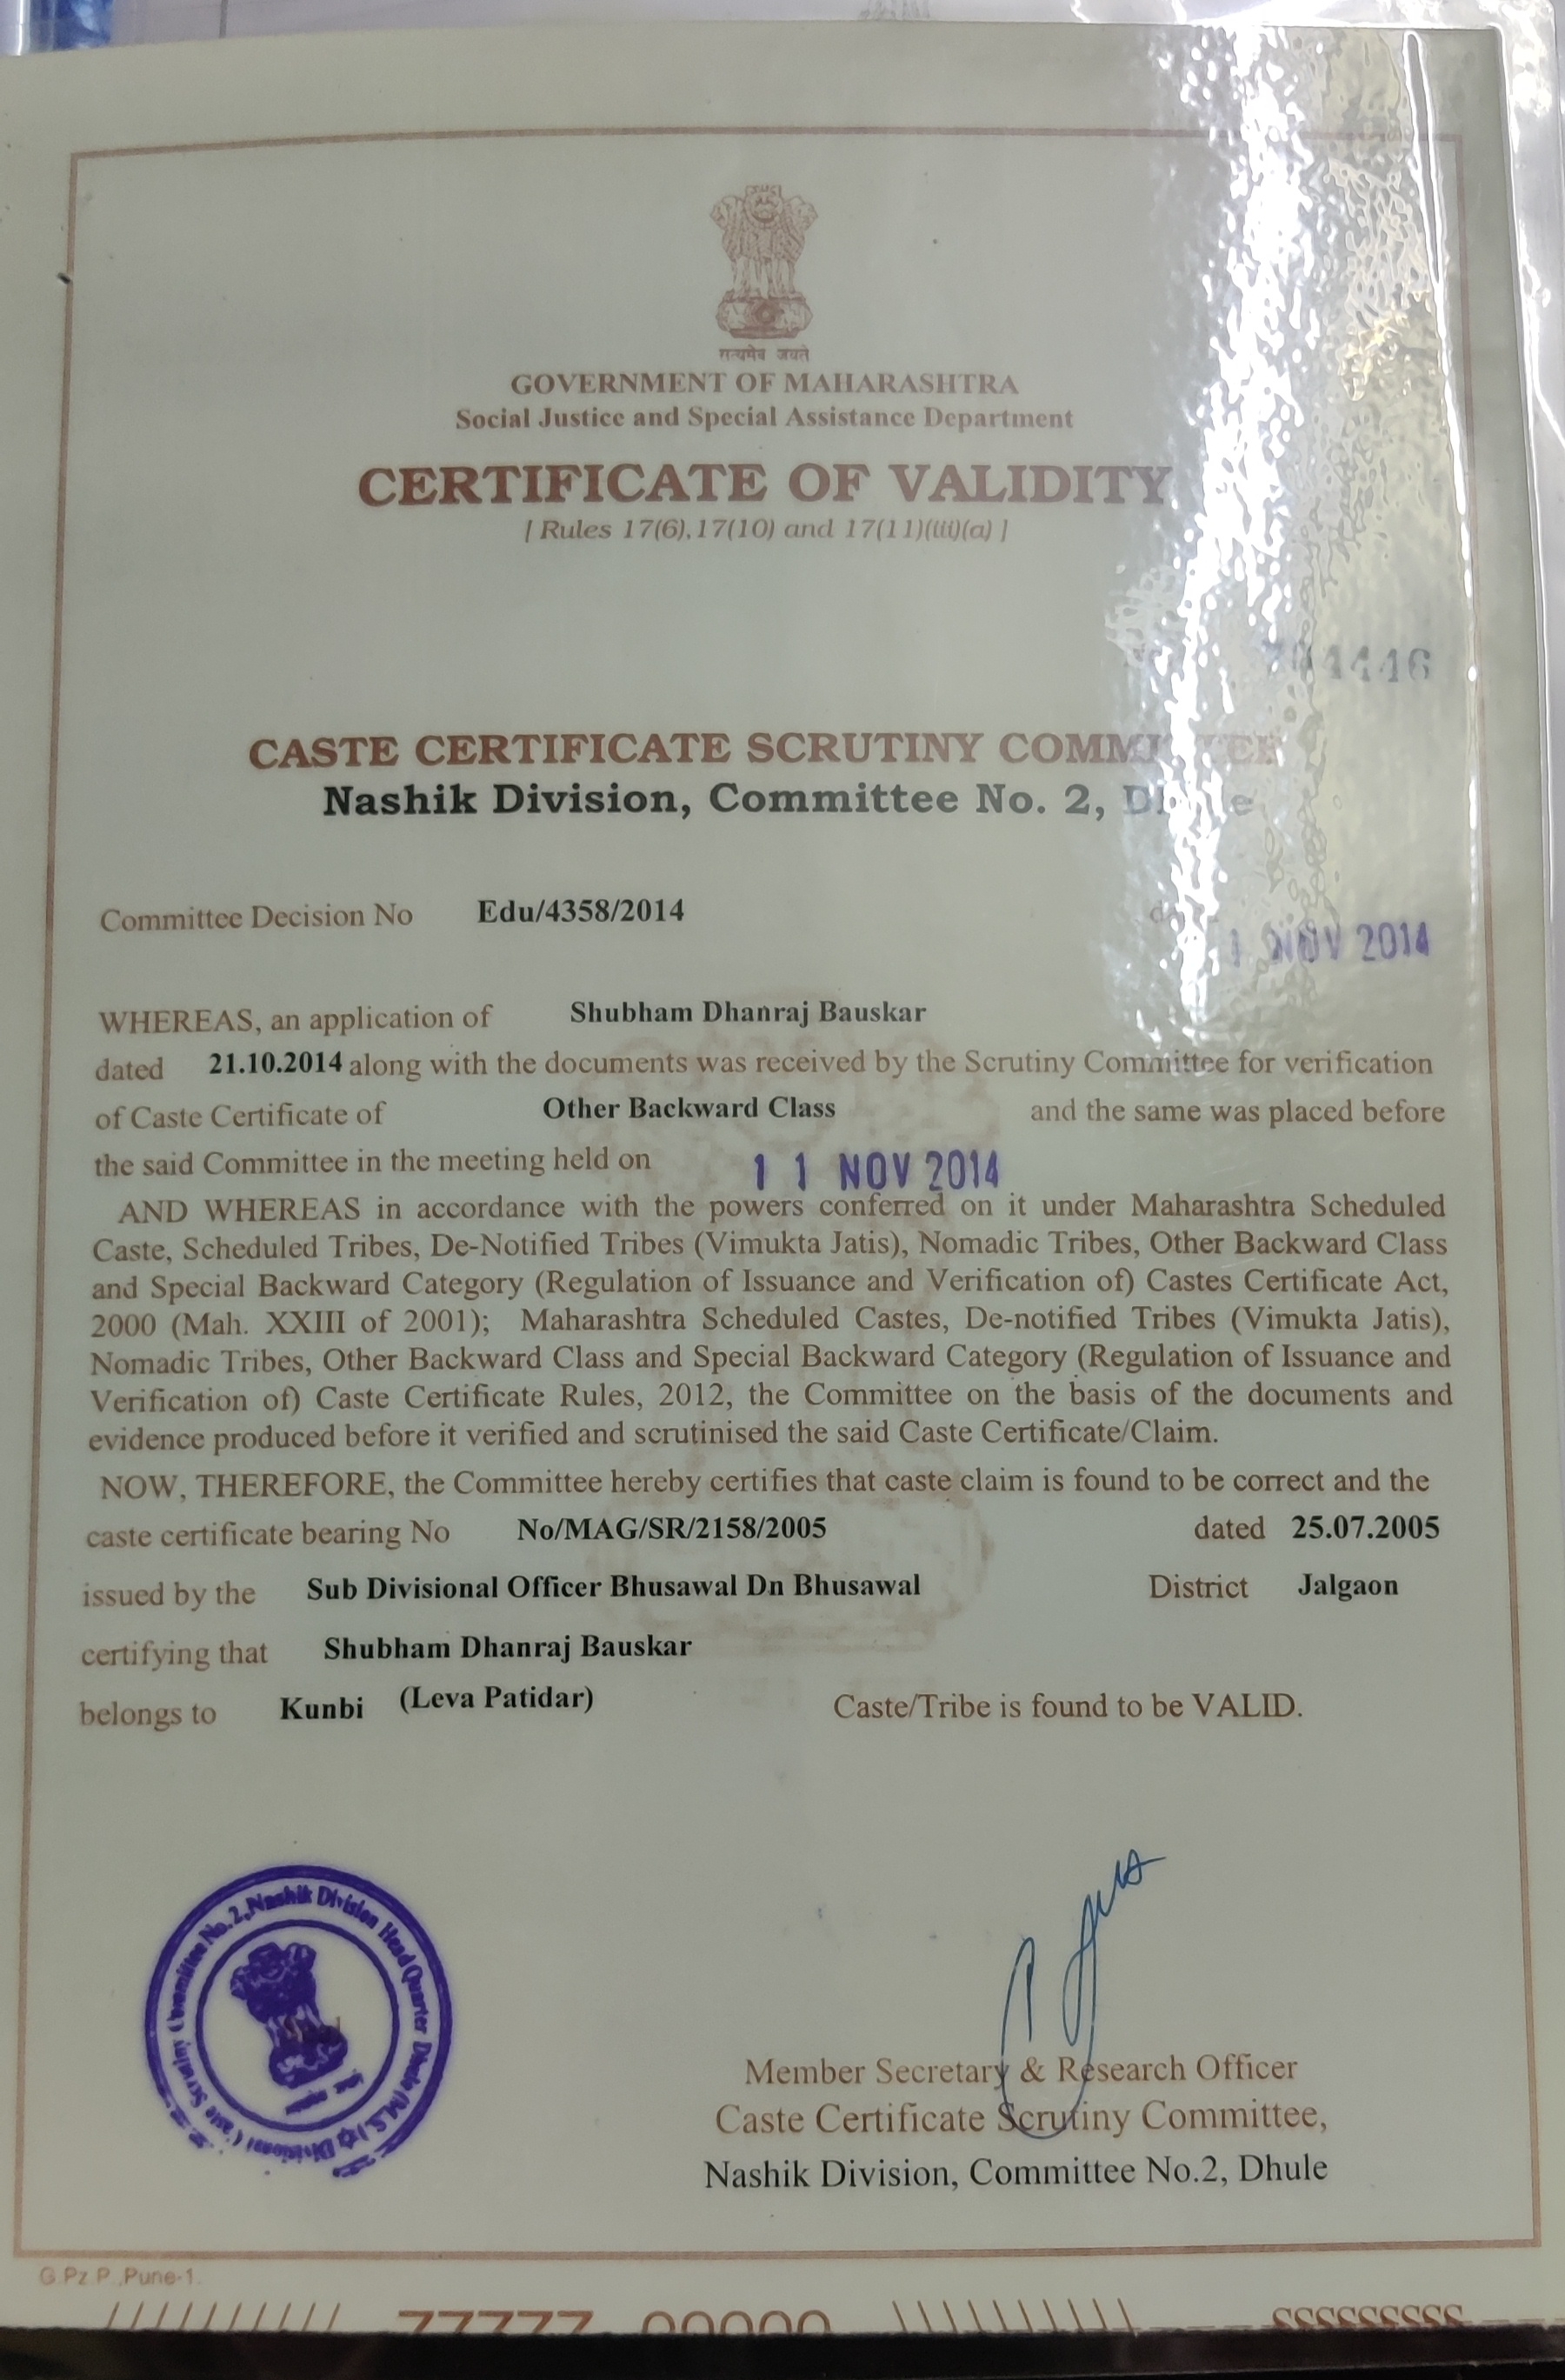 सत्यमेव जयते
GOVERNMENT OF MAHARASHTRA
Social Justice and Special Assistance Department
CERTIFICATE OF VALIDITY
[ Rules 17(6),17(10) and 17(11)(iii)(a) ]
CASTE CERTIFICATE SCRUTINY COMMITTEE
Nashik Division, Committee No. 2, Dhule
Committee Decision No Edu/4358/2014
NOV 2014
WHEREAS, an application of Shubham Dhanraj Bauskar
dated 21.10.2014 along with the documents was received by the Scrutiny Committee for verification
of Caste Certificate of Other Backward Class and the same was placed before
the said Committee in the meeting held on 11 NOV 2014
AND WHEREAS in accordance with the powers conferred on it under Maharashtra Scheduled
Caste, Scheduled Tribes, De-Notified Tribes (Vimukta Jatis), Nomadic Tribes, Other Backward Class
and Special Backward Category (Regulation of Issuance and Verification of) Castes Certificate Act,
2000 (Mah. XXIII of 2001); Maharashtra Scheduled Castes, De-notified Tribes (Vimukta Jatis),
Nomadic Tribes, Other Backward Class and Special Backward Category (Regulation of Issuance and
Verification of) Caste Certificate Rules, 2012, the Committee on the basis of the documents and
evidence produced before it verified and scrutinised the said Caste Certificate/Claim.
NOW, THEREFORE, the Committee hereby certifies that caste claim is found to be correct and the
caste certificate bearing No No/MAG/SR/2158/2005 dated 25.07.2005
issued by the Sub Divisional Officer Bhusawal Dn Bhusawal District Jalgaon
certifying that Shubham Dhanraj Bauskar
belongs to Kunbi (Leva Patidar) Caste/Tribe is found to be VALID.
Divisional Caste Scrutiny Committee No. 2, Nashik Division Head Quarter Dhule (M.S.)
Member Secretary & Research Officer
Caste Certificate Scrutiny Committee,
Nashik Division, Committee No.2, Dhule
G.Pz.P.,Pune-1.